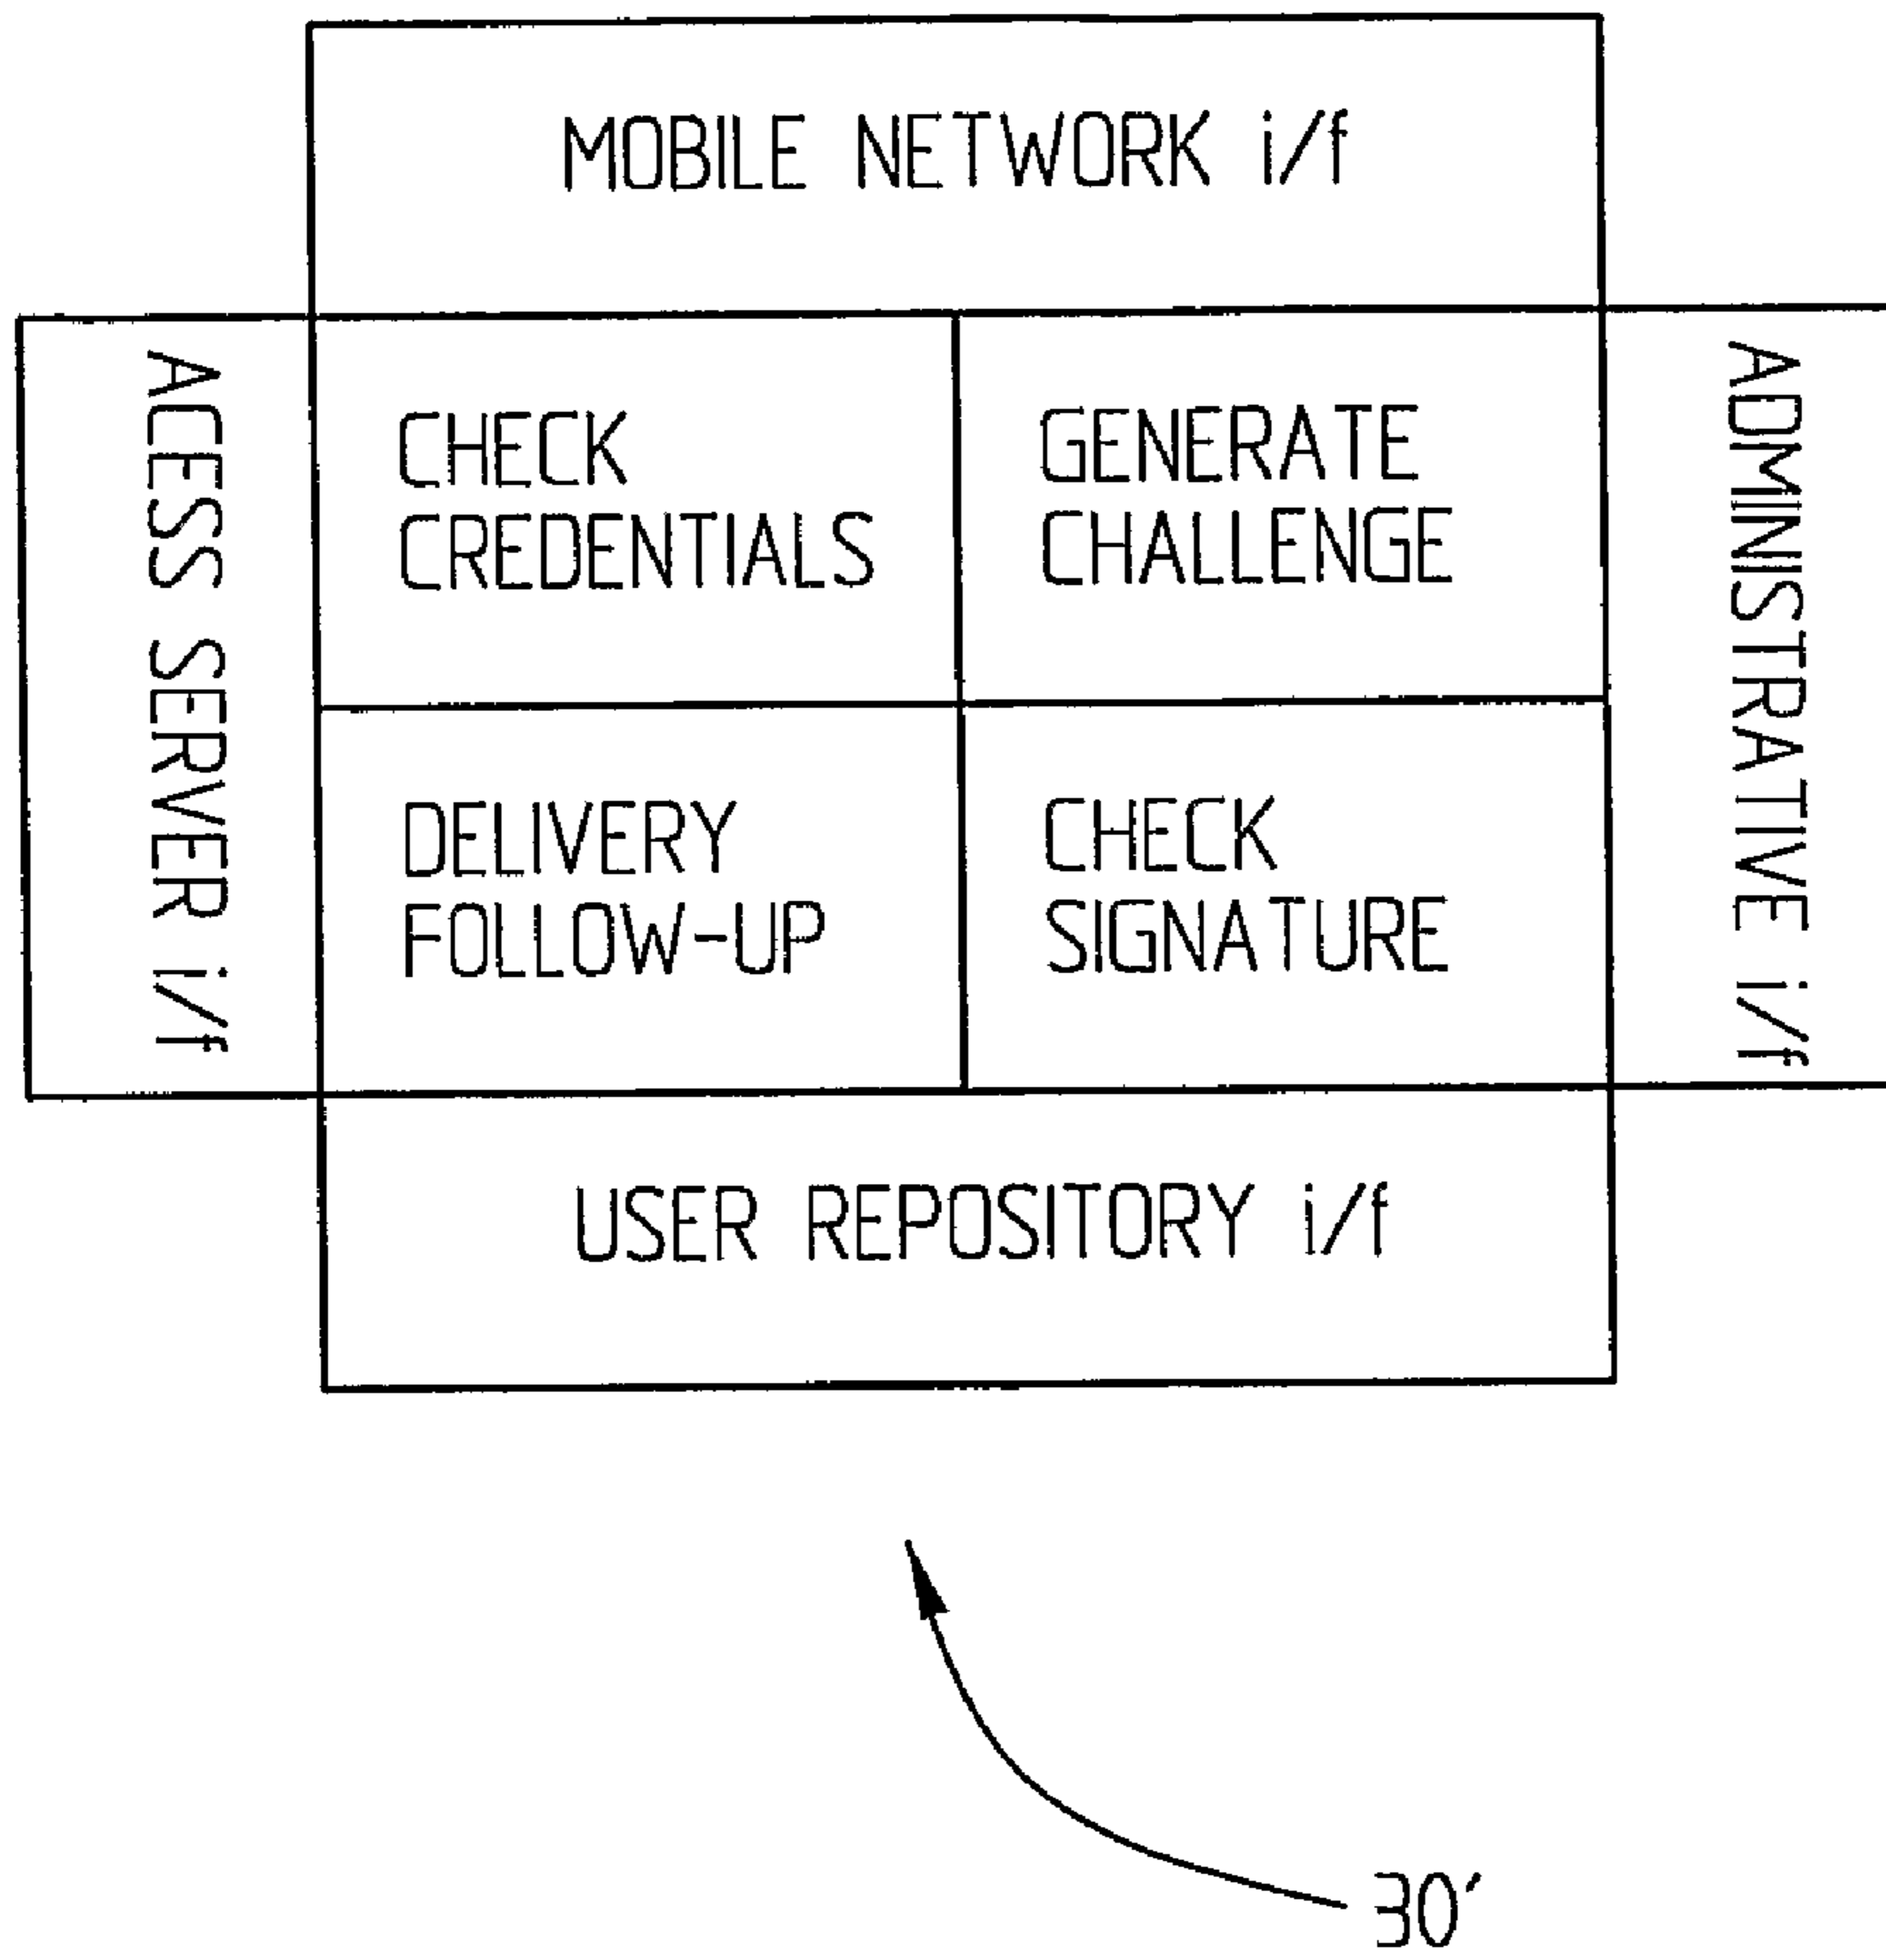 MOBILE NETWORK i/f
ACESS SERVER i/f
CHECK
CREDENTIALS
GENERATE
CHALLENGE
ADMINISTRATIVE i/f
DELIVERY
FOLLOW-UP
CHECK
SIGNATURE
USER REPOSITORY i/f
30'